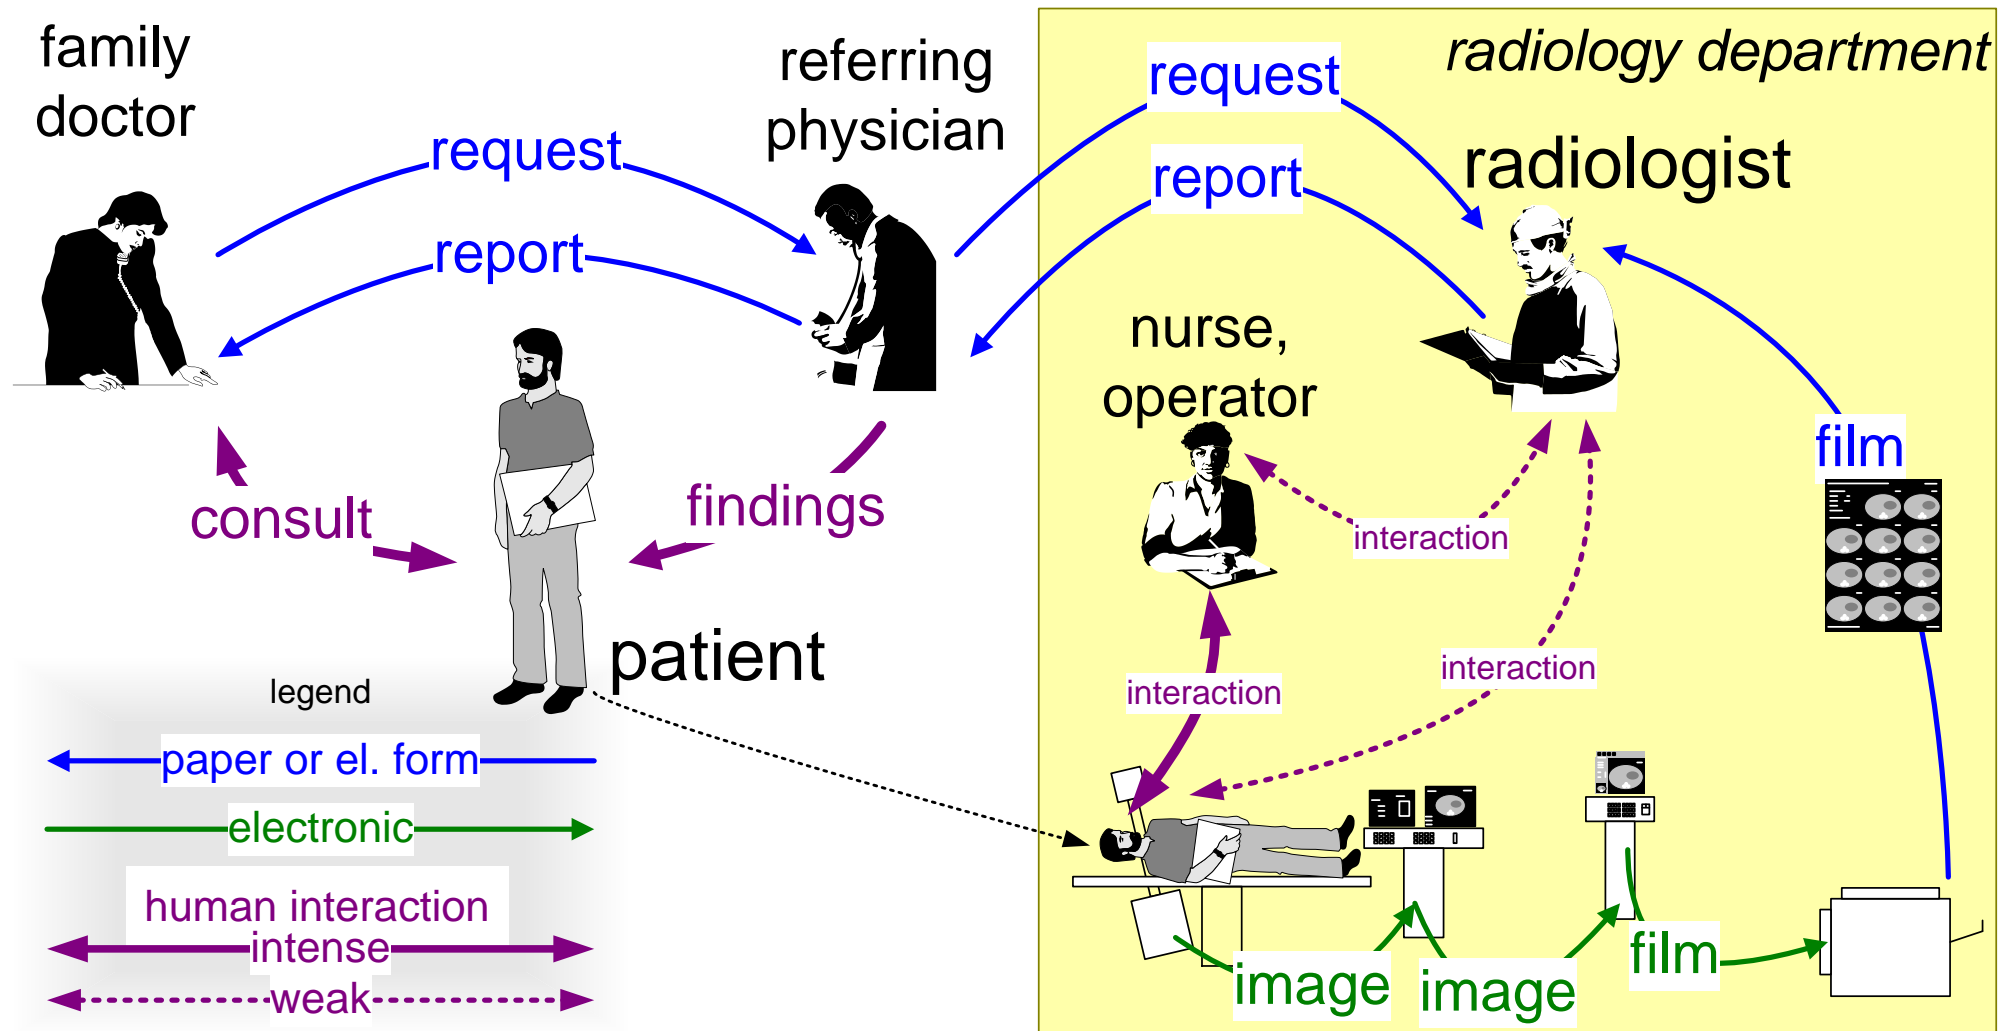 family
doctor
referring
physician
request
report
request
report
radiology department
radiologist
nurse,
operator
film
consult
findings
patient
interaction
interaction
interaction
image
image
film
legend
paper or el. form
electronic
human interaction
intense
weak